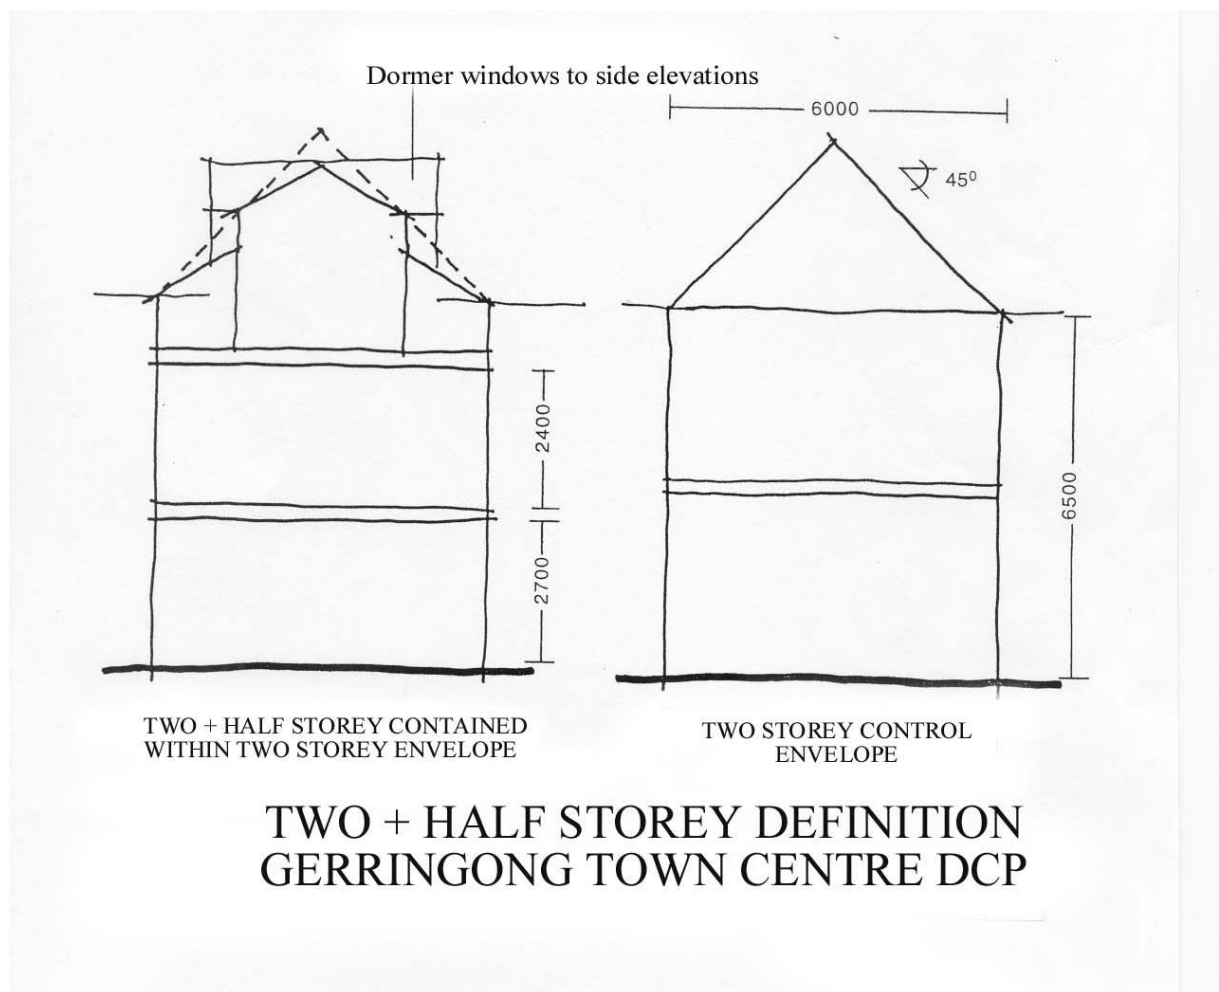 Dormer windows to side elevations
6000
45⁰
2400
6500
2700
TWO + HALF STOREY CONTAINED
WITHIN TWO STOREY ENVELOPE
TWO STOREY CONTROL
ENVELOPE
TWO + HALF STOREY DEFINITION
GERRINGONG TOWN CENTRE DCP